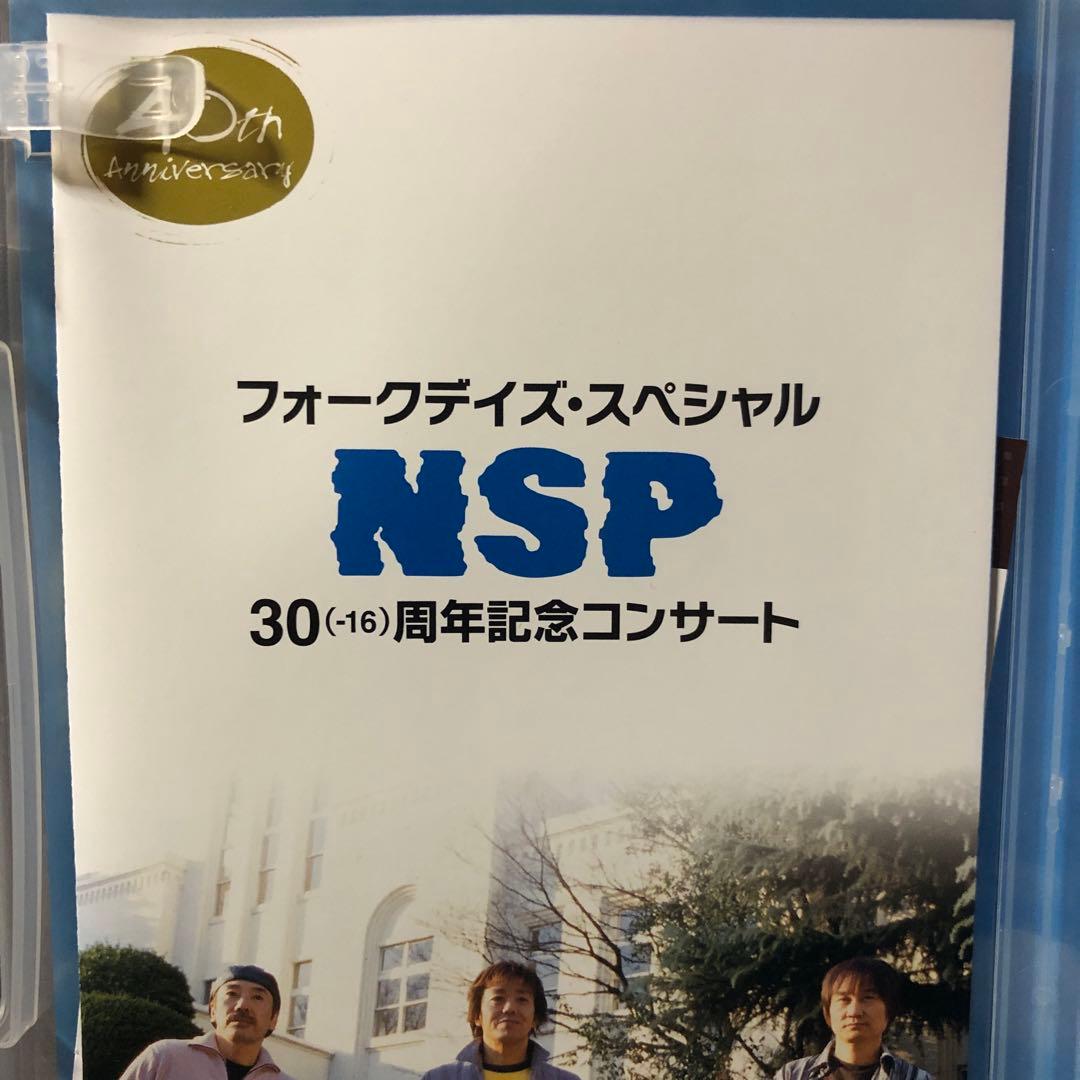 40th
Anniversary
フォークデイズ・スペシャル
NSP
30(-16)周年記念コンサート